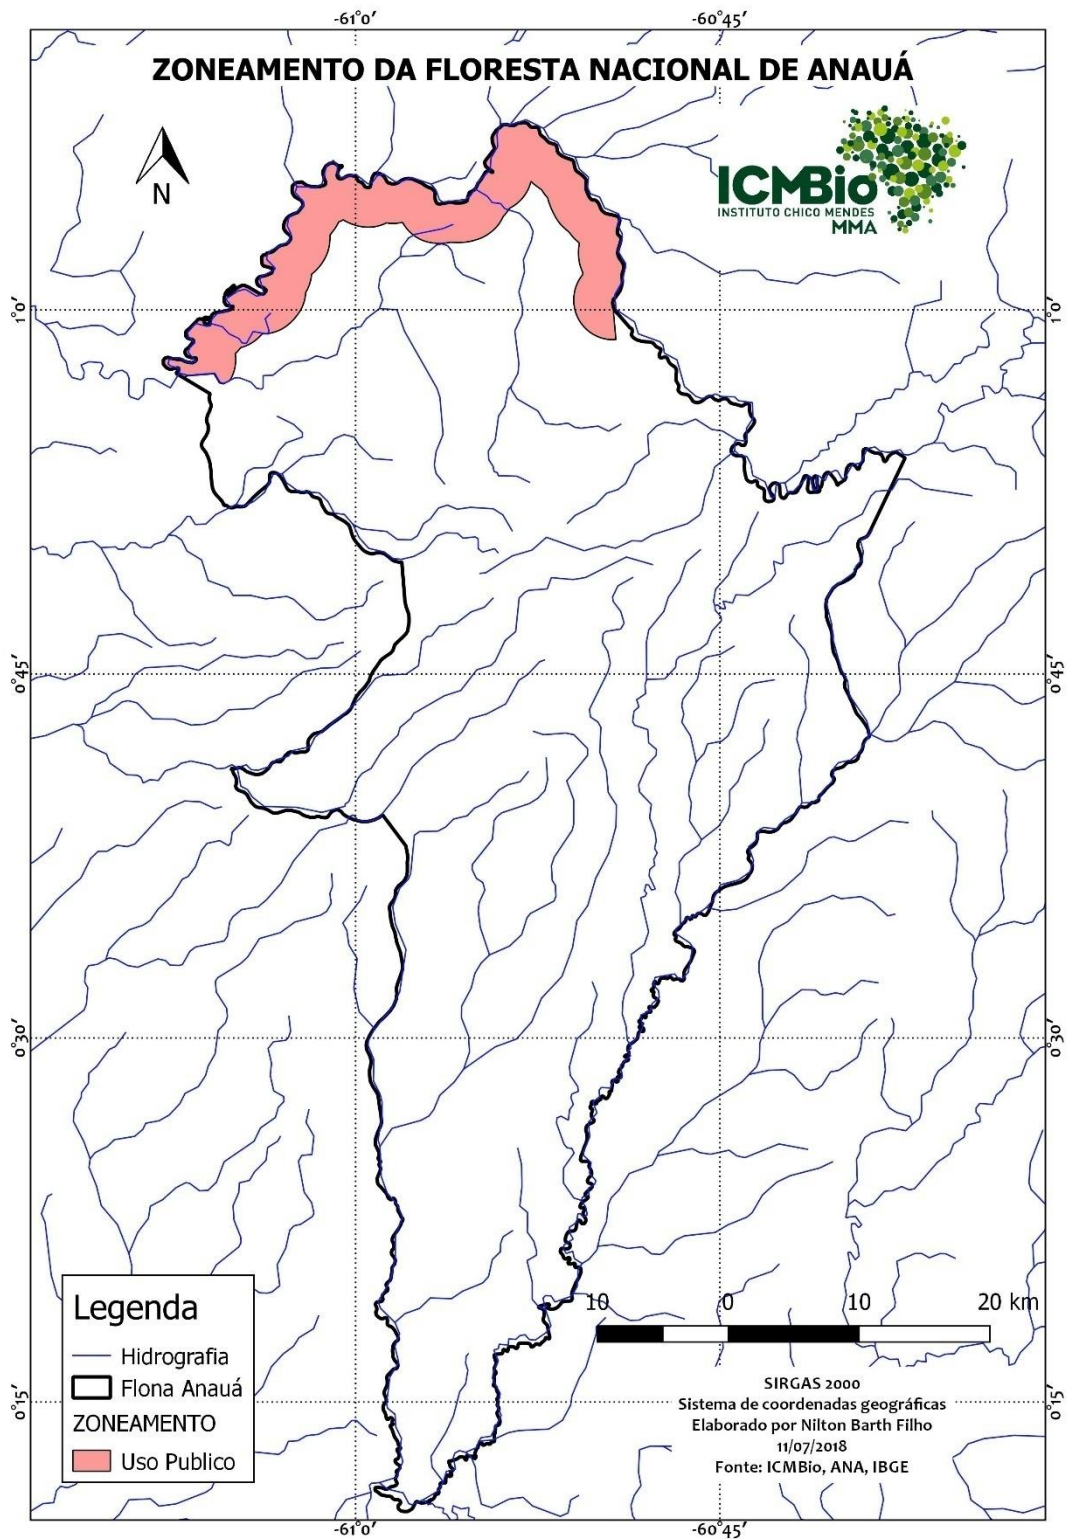 -61°0′
-60°45′
ZONEAMENTO DA FLORESTA NACIONAL DE ANAUÁ
N
ICMBio
INSTITUTO CHICO MENDES
MMA
1°0′
1°0′
0°45′
0°45′
0°30′
0°30′
10 0 10 20 km
Legenda
Hidrografia
Flona Anauá
ZONEAMENTO
Uso Publico
SIRGAS 2000
Sistema de coordenadas geográficas
Elaborado por Nilton Barth Filho
11/07/2018
Fonte: ICMBio, ANA, IBGE
0°15′
0°15′
-61°0′
-60°45′